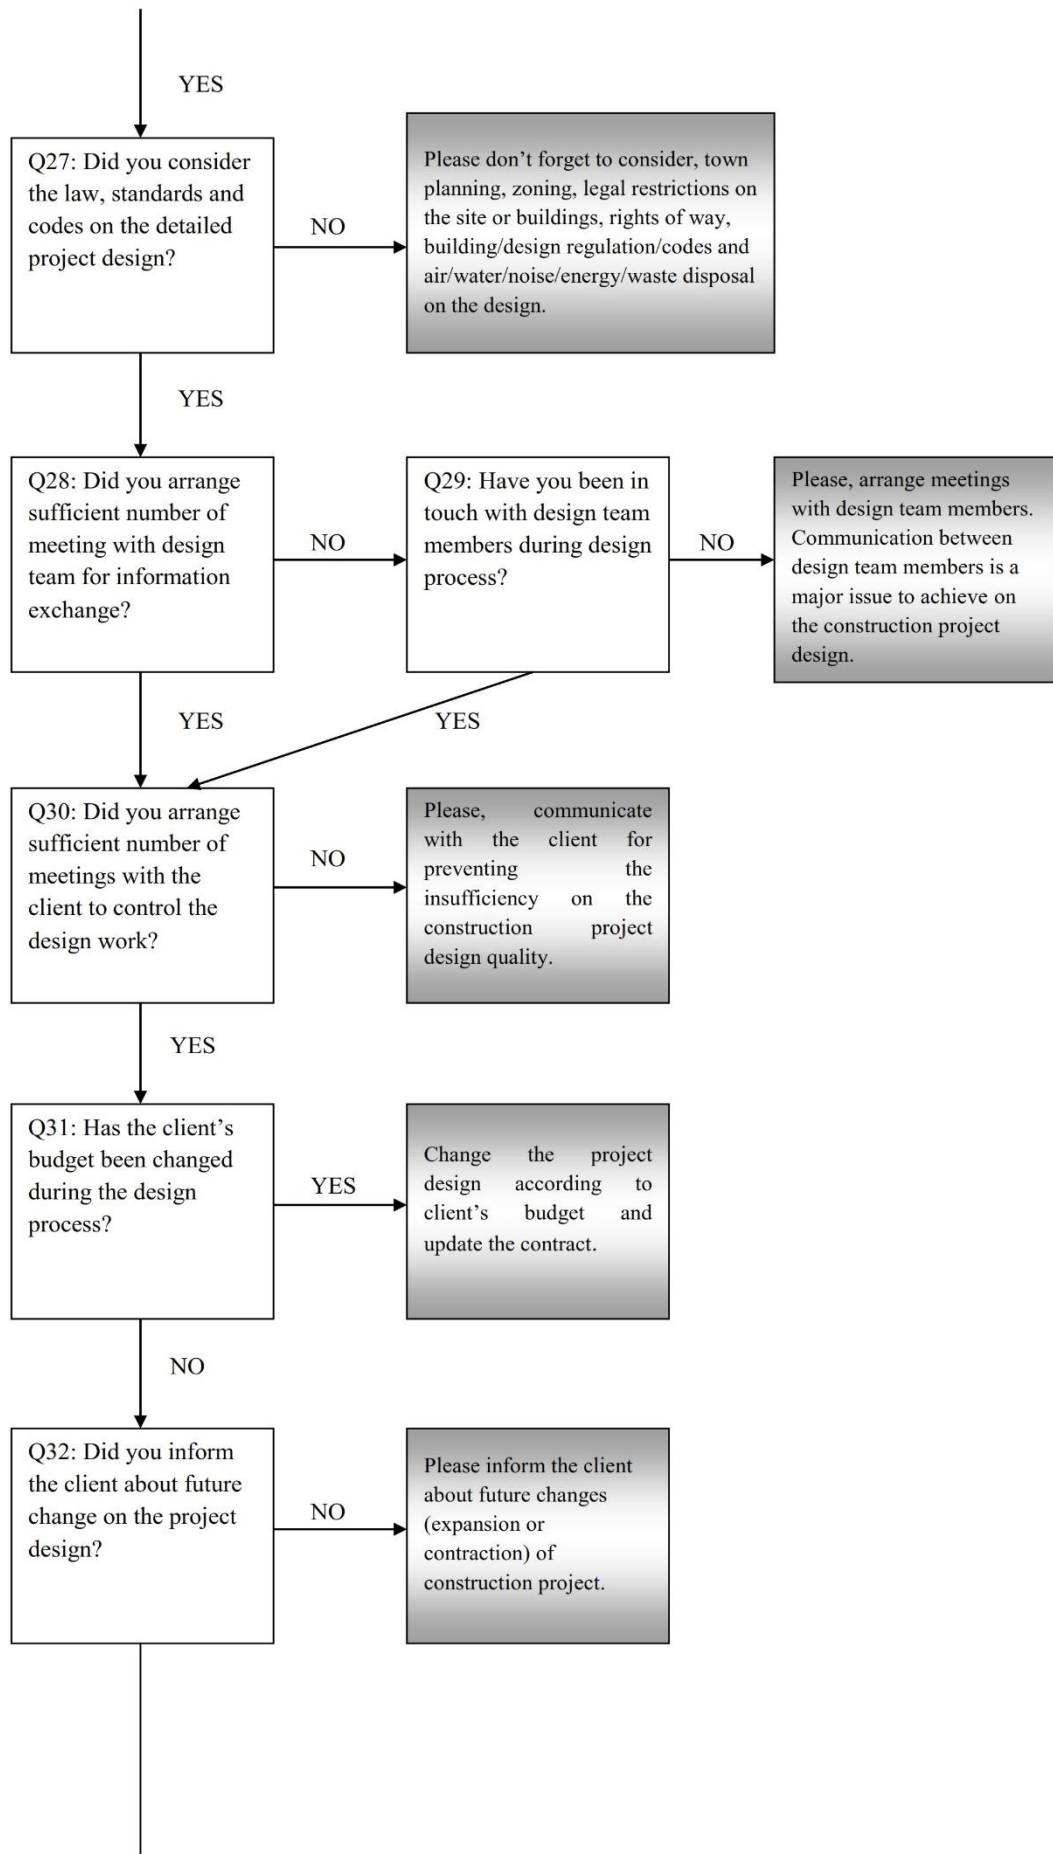 YES
Q27: Did you consider
the law, standards and
codes on the detailed
project design?
NO
Please don’t forget to consider, town
planning, zoning, legal restrictions on
the site or buildings, rights of way,
building/design regulation/codes and
air/water/noise/energy/waste disposal
on the design.
YES
Q28: Did you arrange
sufficient number of
meeting with design
team for information
exchange?
NO
Q29: Have you been in
touch with design team
members during design
process?
NO
Please, arrange meetings
with design team members.
Communication between
design team members is a
major issue to achieve on
the construction project
design.
YES
YES
Q30: Did you arrange
sufficient number of
meetings with the
client to control the
design work?
NO
Please, communicate
with the client for
preventing the
insufficiency on the
construction project
design quality.
YES
Q31: Has the client’s
budget been changed
during the design
process?
YES
Change the project
design according to
client’s budget and
update the contract.
NO
Q32: Did you inform
the client about future
change on the project
design?
NO
Please inform the client
about future changes
(expansion or
contraction) of
construction project.